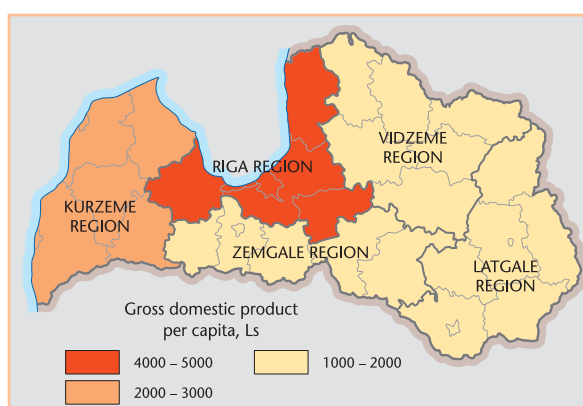 RIGA REGION
VIDZEME
REGION
KURZEME
REGION
ZEMGALE REGION
LATGALE
REGION
Gross domestic product
per capita, Ls
4000 – 5000
1000 – 2000
2000 – 3000